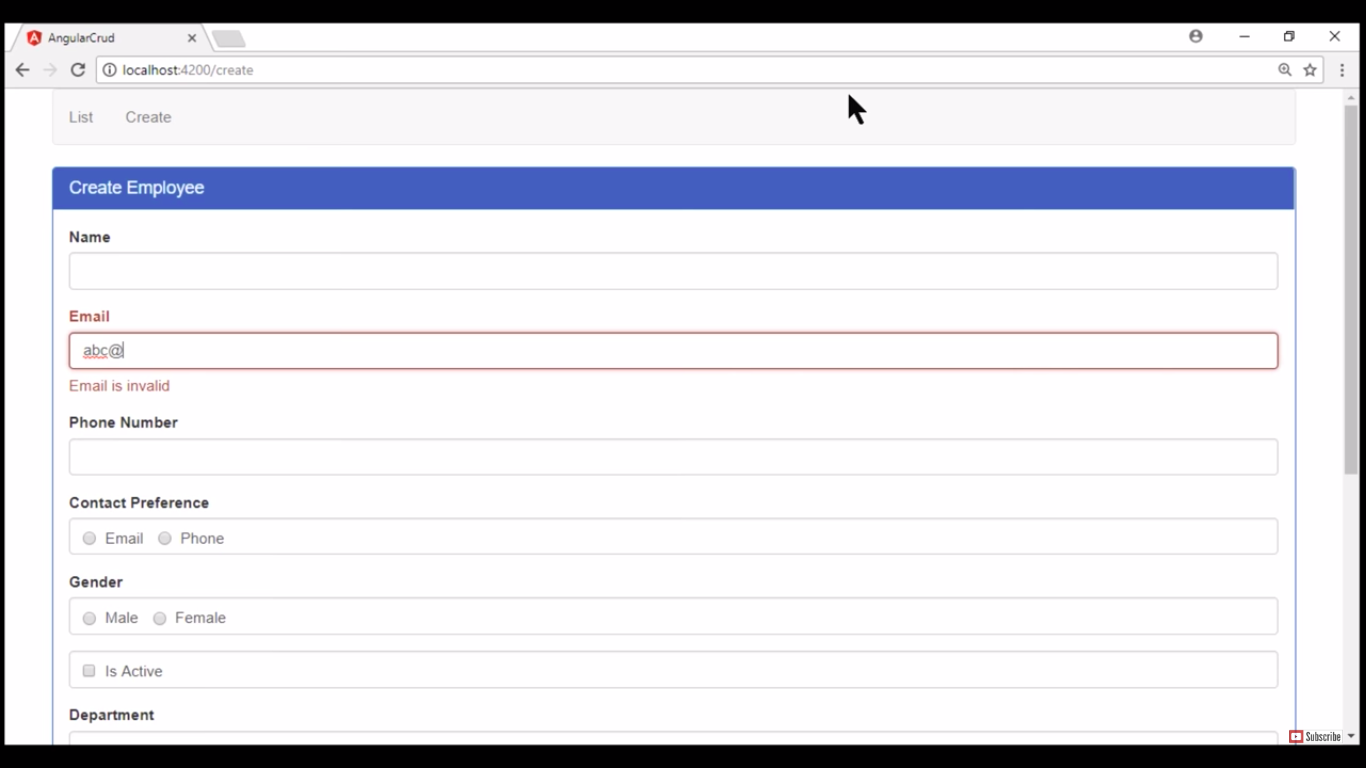 AngularCrud
localhost:4200/create
List Create
Create Employee
Name
Email
abc@
Email is invalid
Phone Number
Contact Preference
Email Phone
Gender
Male Female
Is Active
Department
Subscribe